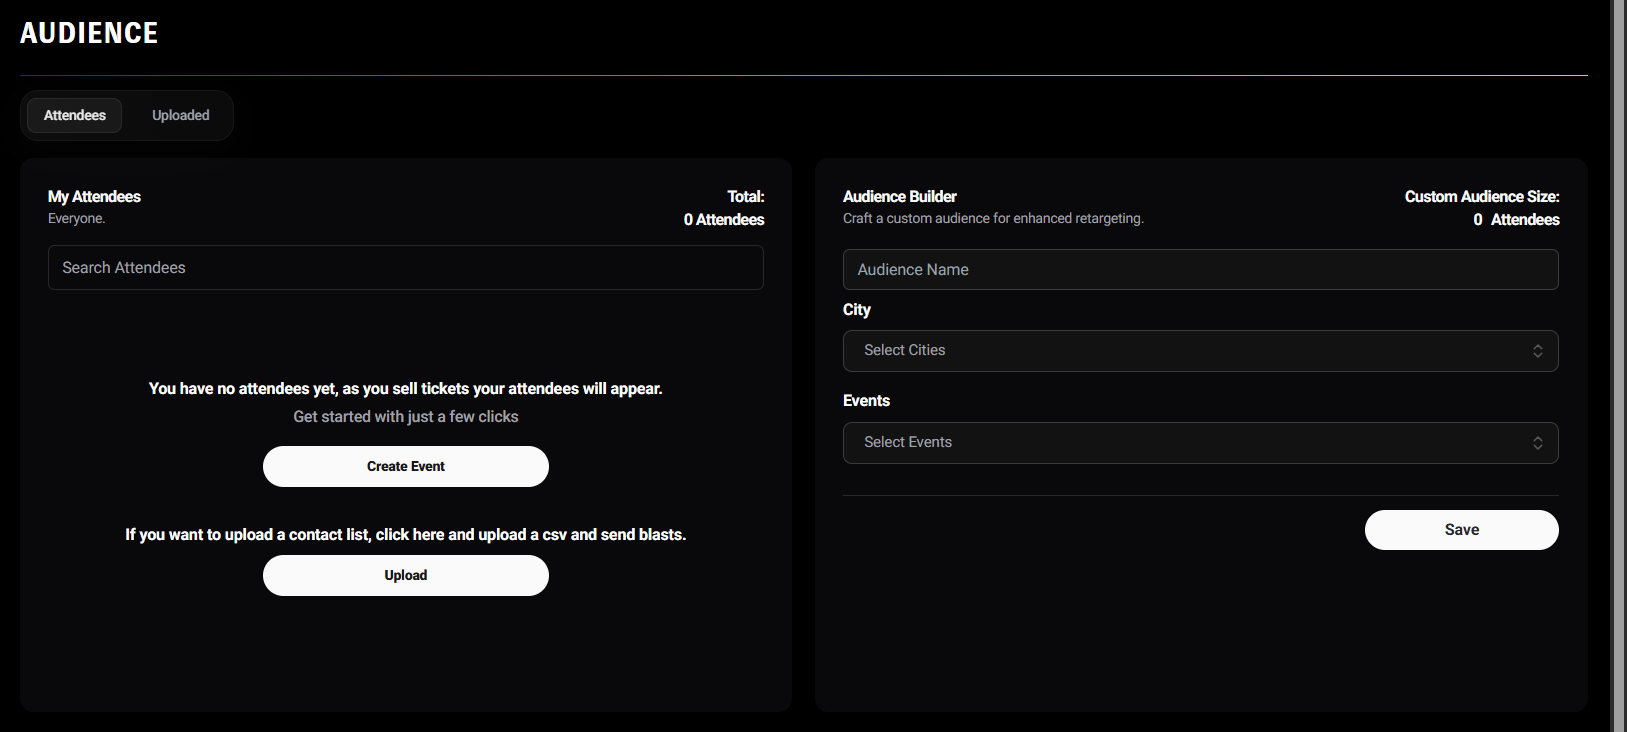 AUDIENCE
Attendees
Uploaded
My Attendees
Everyone.
Total:
0 Attendees
Search Attendees
You have no attendees yet, as you sell tickets your attendees will appear.
Get started with just a few clicks
Create Event
If you want to upload a contact list, click here and upload a csv and send blasts.
Upload
Audience Builder
Craft a custom audience for enhanced retargeting.
Custom Audience Size:
0 Attendees
Audience Name
City
Select Cities
Events
Select Events
Save